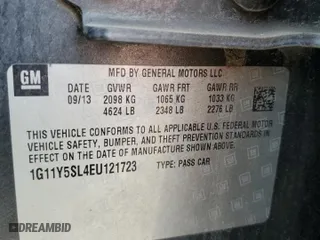 GM
MFD BY GENERAL MOTORS LLC
DATE GVWR GAWR FRT GAWR RR
09/13 2098 KG 1065 KG 1033 KG
4624 LB 2348 LB 2276 LB
THIS VEHICLE CONFORMS TO ALL APPLICABLE U.S. FEDERAL MOTOR
VEHICLE SAFETY, BUMPER, AND THEFT PREVENTION STANDARDS
IN EFFECT ON THE DATE OF MANUFACTURE SHOWN ABOVE.
1G11Y5SL4EU121723 TYPE: PASS CAR